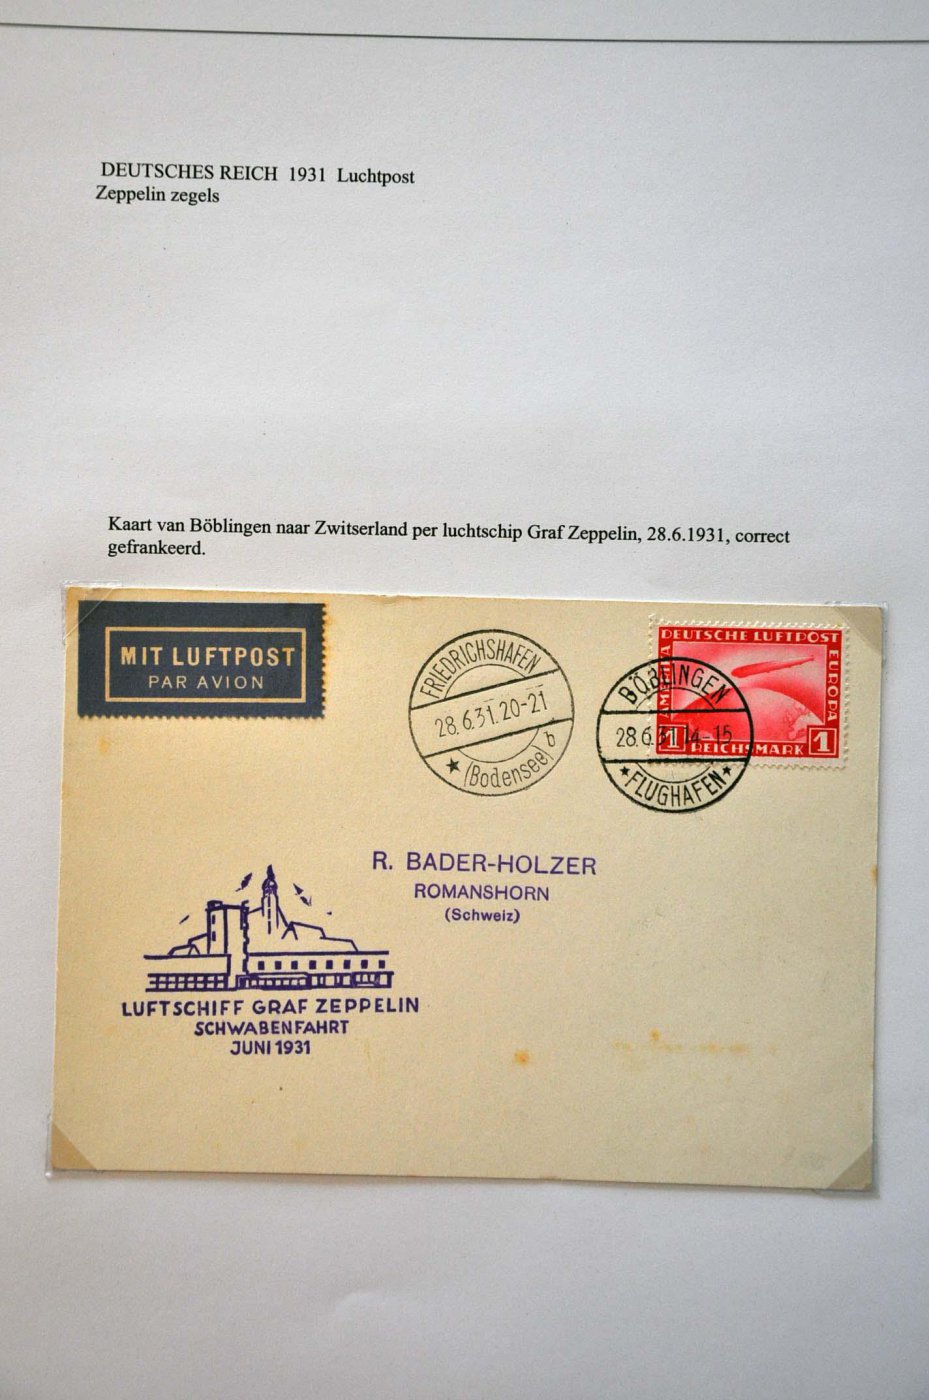 DEUTSCHES REICH 1931 Luchtpost
Zeppelin zegels
Kaart van Böblingen naar Zwitserland per luchtschip Graf Zeppelin, 28.6.1931, correct
gefrankeerd.
MIT LUFTPOST
PAR AVION
FRIEDRICHSHAFEN
28.6.31.20-21
(Bodensee) b
DEUTSCHE LUFTPOST
AMERIKA
EUROPA
1 REICHSMARK 1
BÖBLINGEN
28.6.31 14-15
FLUGHAFEN
R. BADER-HOLZER
ROMANSHORN
(Schweiz)
LUFTSCHIFF GRAF ZEPPELIN
SCHWABENFAHRT
JUNI 1931